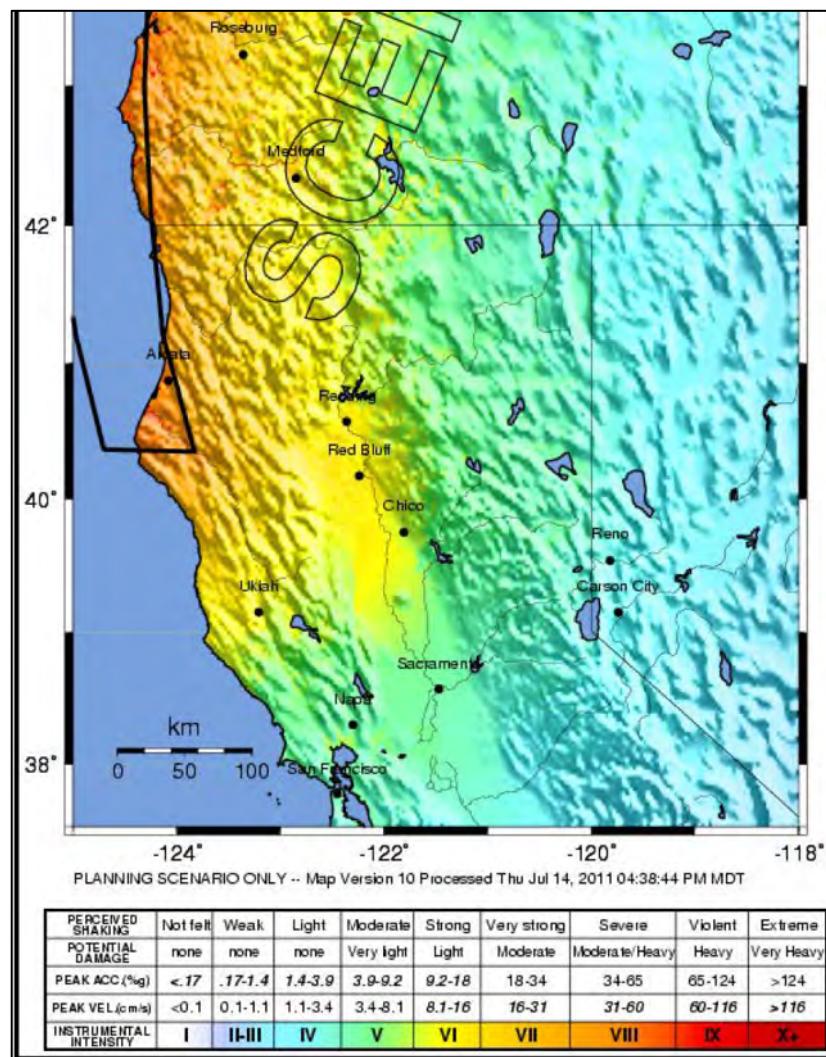 Roseburg
SCE
Medford
42°
Arcata
Redding
Red Bluff
40°
Chico
Reno
Ukiah
Carson City
Sacramento
Napa
km
38°
0 50 100
San Francisco
-124° -122° -120° -118°
PLANNING SCENARIO ONLY -- Map Version 10 Processed Thu Jul 14, 2011 04:38:44 PM MDT
PERCEIVED SHAKING Not felt Weak Light Moderate Strong Very strong Severe Violent Extreme
POTENTIAL DAMAGE none none none Very light Light Moderate Moderate/Heavy Heavy Very Heavy
PEAK ACC.(%g) <.17 .17-1.4 1.4-3.9 3.9-9.2 9.2-18 18-34 34-65 65-124 >124
PEAK VEL.(cm/s) <0.1 0.1-1.1 1.1-3.4 3.4-8.1 8.1-16 16-31 31-60 60-116 >116
INSTRUMENTAL INTENSITY I II-III IV V VI VII VIII IX X+